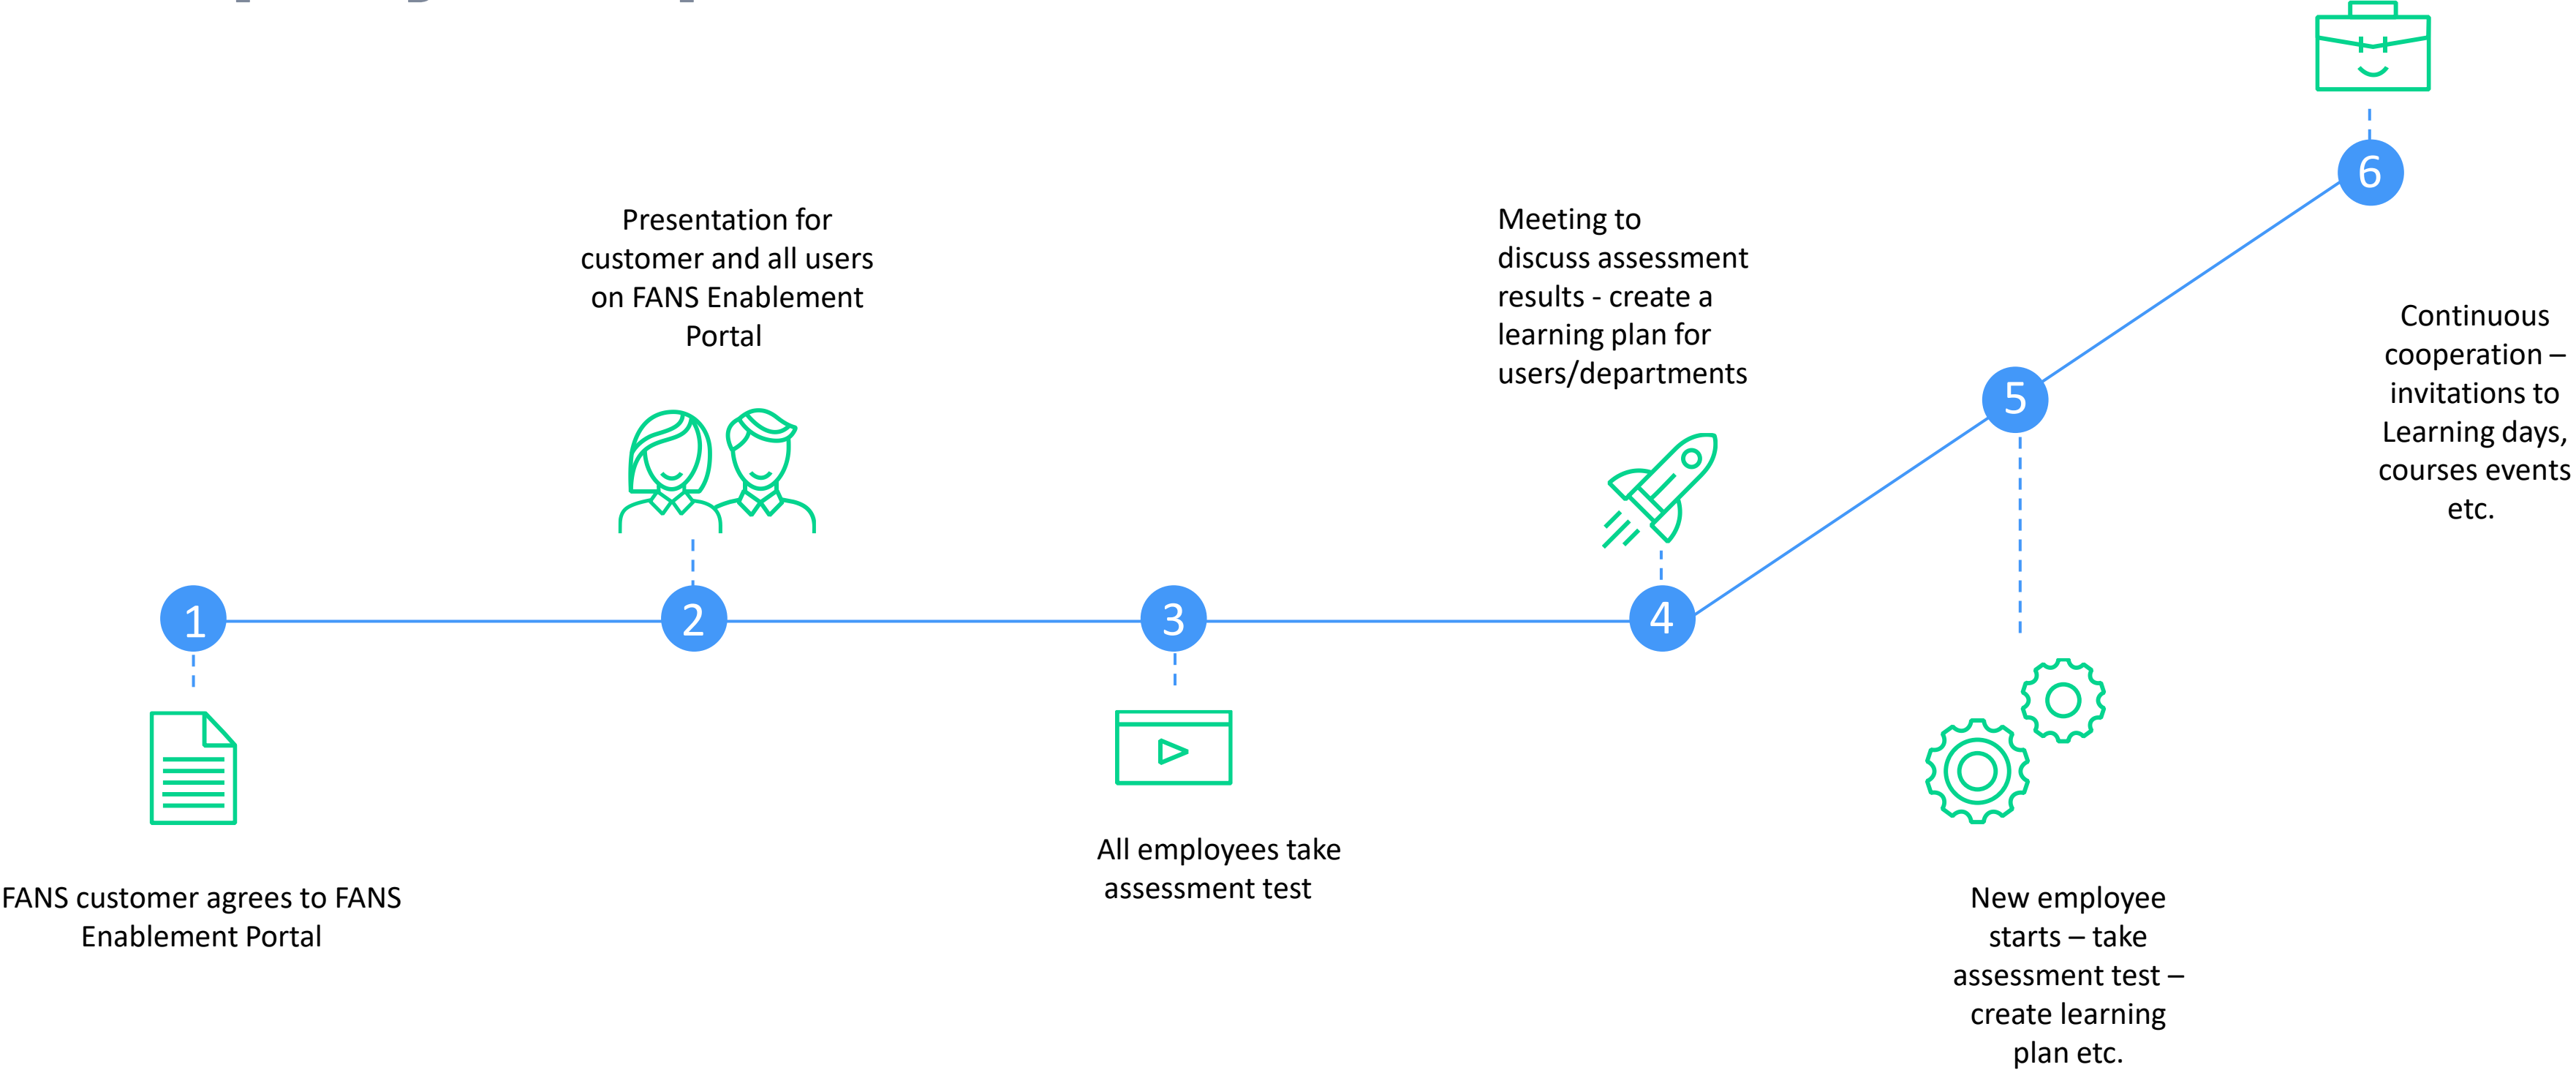 1
FANS customer agrees to FANS
Enablement Portal
Presentation for
customer and all users
on FANS Enablement
Portal
2
3
All employees take
assessment test
Meeting to
discuss assessment
results - create a
learning plan for
users/departments
4
5
New employee
starts – take
assessment test –
create learning
plan etc.
6
Continuous
cooperation –
invitations to
Learning days,
courses events
etc.